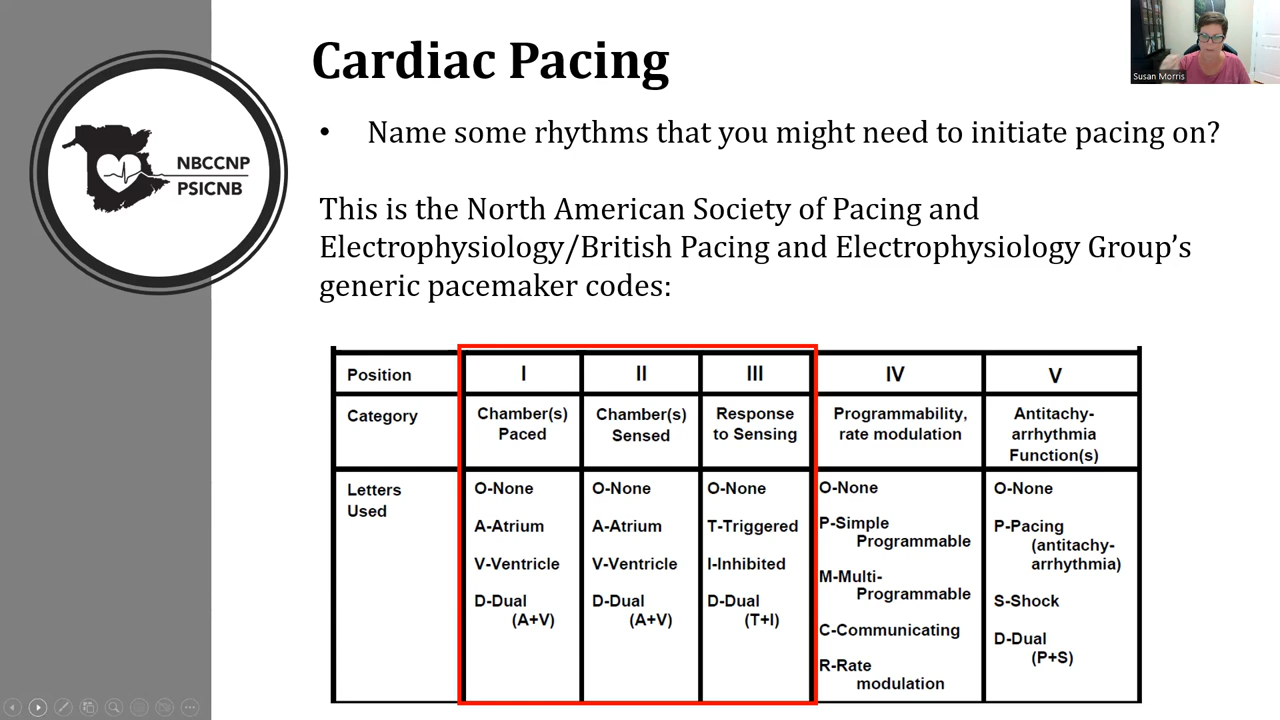 Cardiac Pacing
Susan Morris
• Name some rhythms that you might need to initiate pacing on?
NBCCNP
PSICNB
This is the North American Society of Pacing and
Electrophysiology/British Pacing and Electrophysiology Group's
generic pacemaker codes:
Position I II III IV V
Category
Chamber(s)
Paced
Chamber(s)
Sensed
Response
to Sensing
Programmability,
rate modulation
Antitachy-
arrhythmia
Function(s)
Letters
Used
O-None
A-Atrium
V-Ventricle
D-Dual
(A+V)
O-None
A-Atrium
V-Ventricle
D-Dual
(A+V)
O-None
T-Triggered
I-Inhibited
D-Dual
(T+I)
O-None
P-Simple
Programmable
M-Multi-
Programmable
C-Communicating
R-Rate
modulation
O-None
P-Pacing
(antitachy-
arrhythmia)
S-Shock
D-Dual
(P+S)